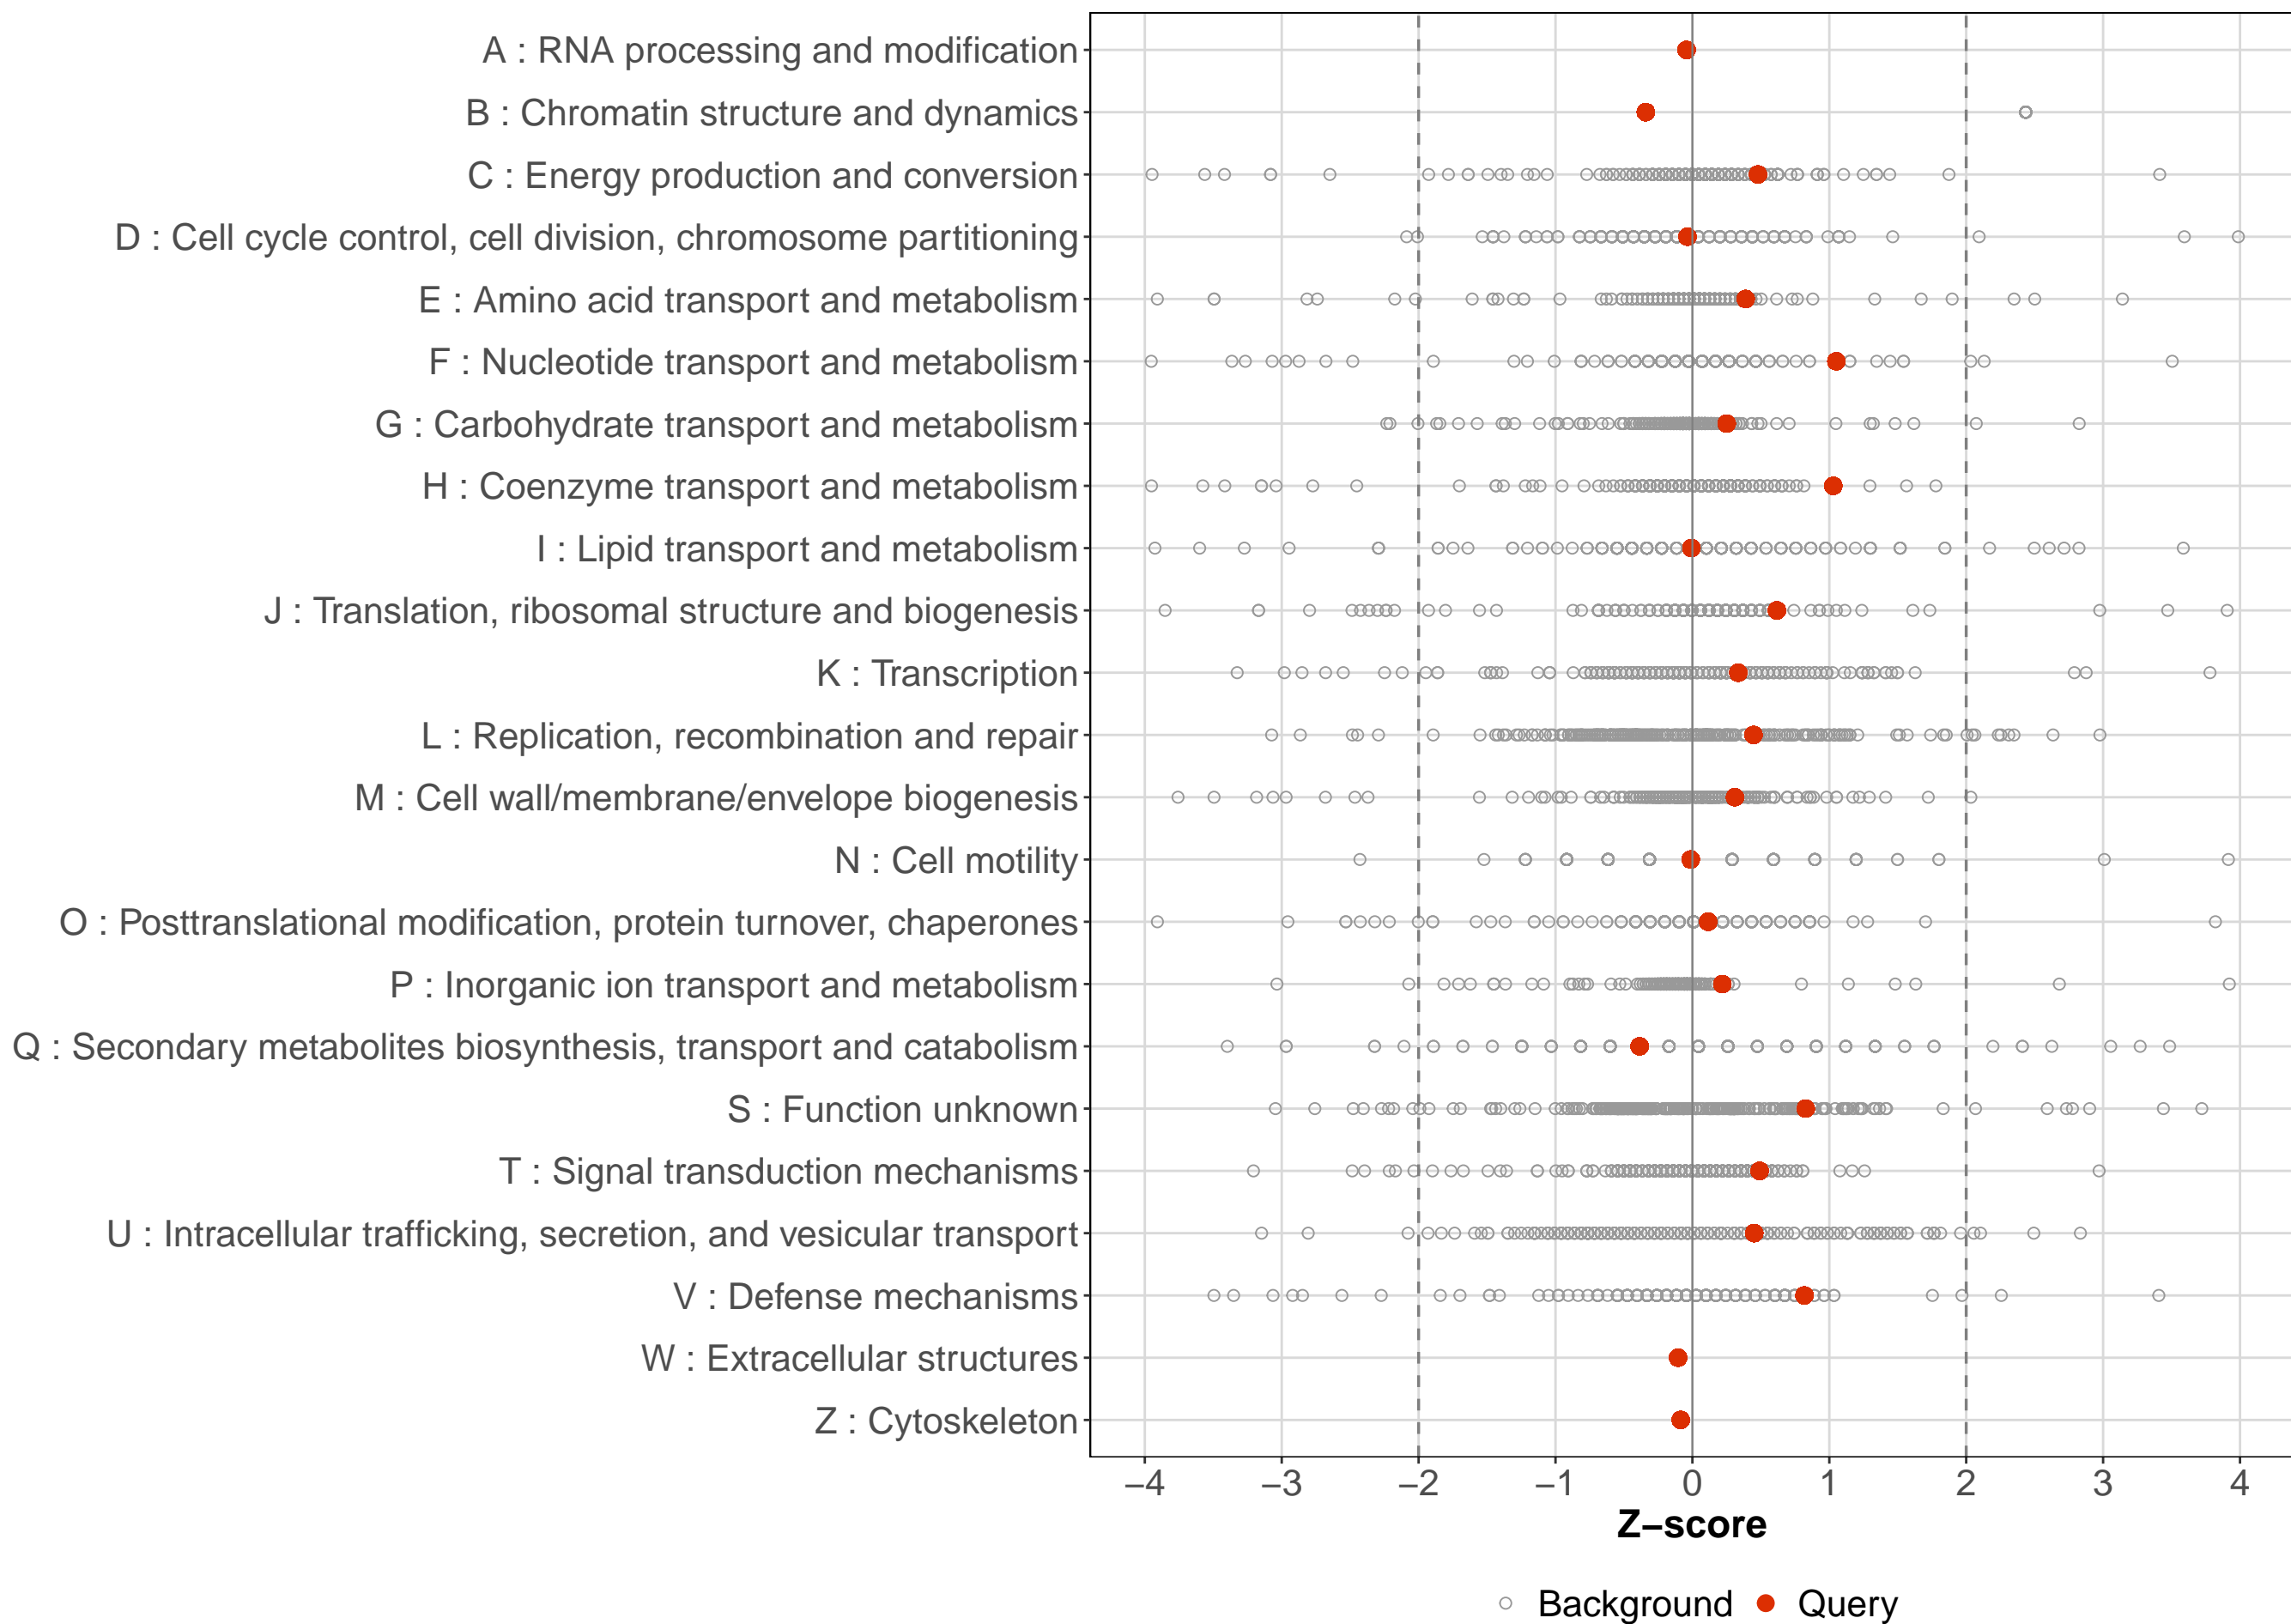 A : RNA processing and modification
B : Chromatin structure and dynamics
C : Energy production and conversion
D : Cell cycle control, cell division, chromosome partitioning
E : Amino acid transport and metabolism
F : Nucleotide transport and metabolism
G : Carbohydrate transport and metabolism
H : Coenzyme transport and metabolism
I : Lipid transport and metabolism
J : Translation, ribosomal structure and biogenesis
K : Transcription
L : Replication, recombination and repair
M : Cell wall/membrane/envelope biogenesis
N : Cell motility
O : Posttranslational modification, protein turnover, chaperones
P : Inorganic ion transport and metabolism
Q : Secondary metabolites biosynthesis, transport and catabolism
S : Function unknown
T : Signal transduction mechanisms
U : Intracellular trafficking, secretion, and vesicular transport
V : Defense mechanisms
W : Extracellular structures
Z : Cytoskeleton
−4 −3 −2 −1 0 1 2 3 4
Z−score
Background Query